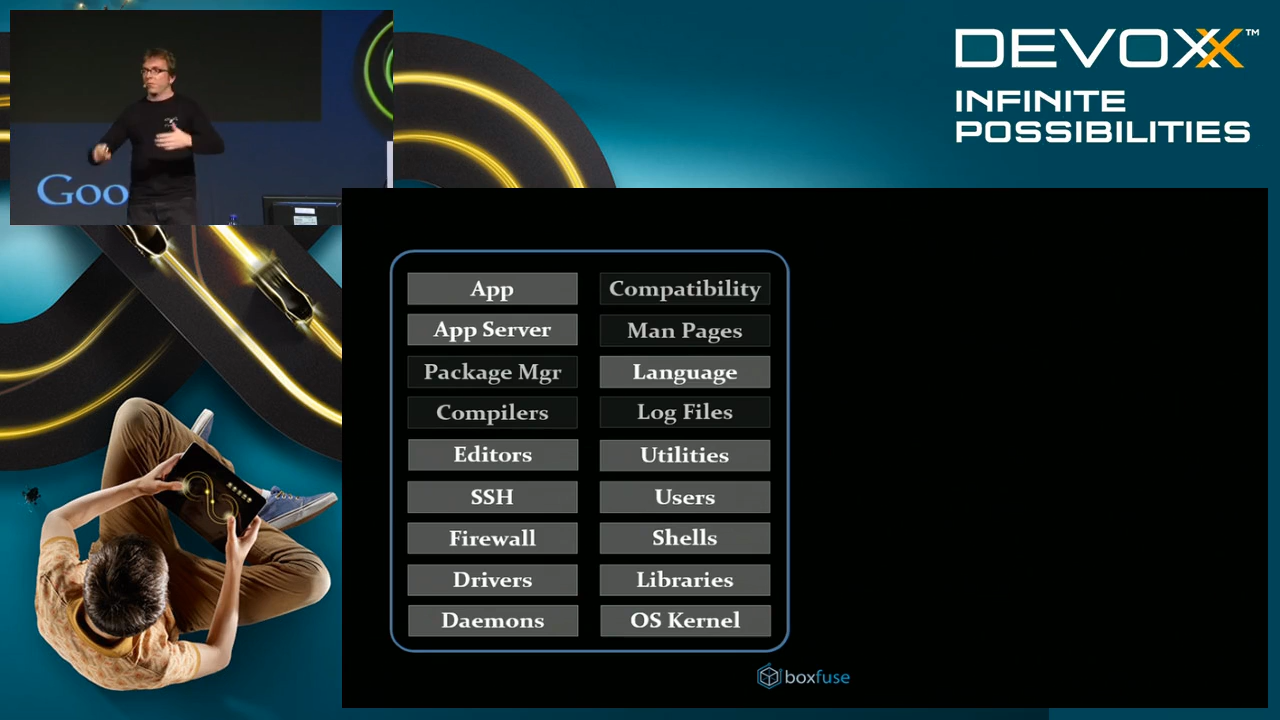 DEVOXX™
INFINITE
POSSIBILITIES
Goo
App
Compatibility
App Server
Man Pages
Package Mgr
Language
Compilers
Log Files
Editors
Utilities
SSH
Users
Firewall
Shells
Drivers
Libraries
Daemons
OS Kernel
boxfuse